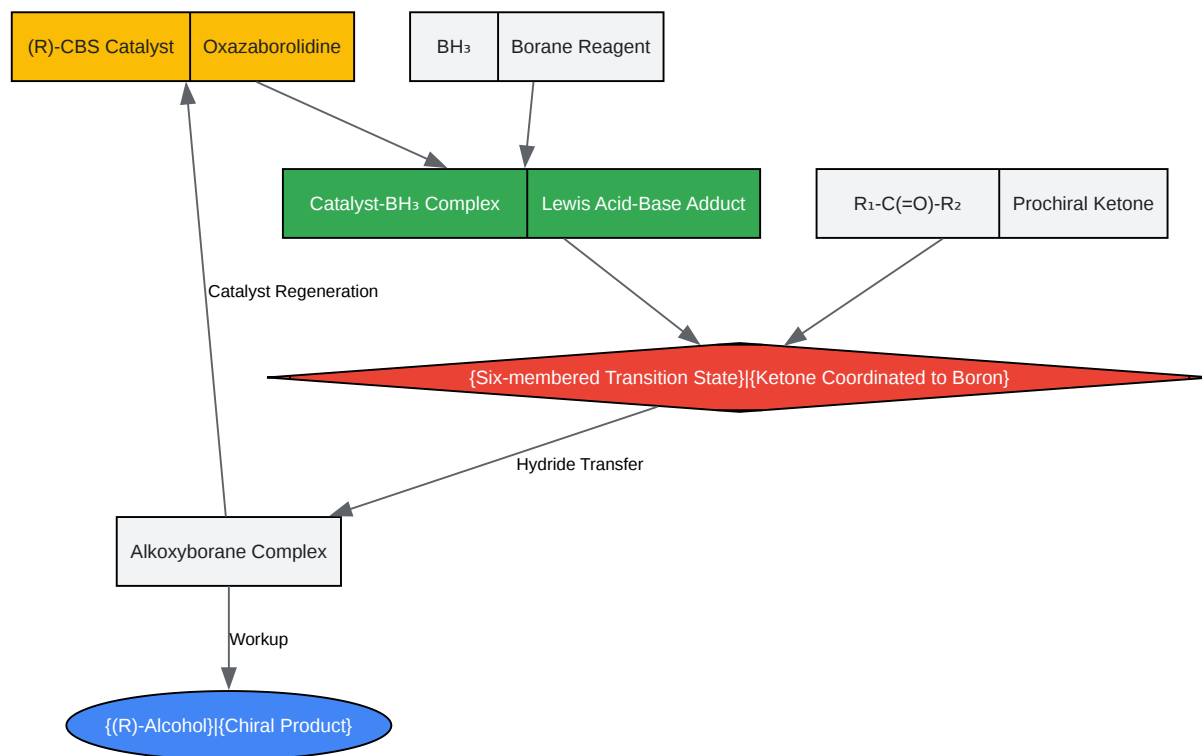 (R)-CBS Catalyst
Oxazaborolidine
BH₃
Borane Reagent
Catalyst-BH₃ Complex
Lewis Acid-Base Adduct
R₁-C(=O)-R₂
Prochiral Ketone
Catalyst Regeneration
{Six-membered Transition State}|{Ketone Coordinated to Boron}
Hydride Transfer
Alkoxyborane Complex
Workup
{(R)-Alcohol}|{Chiral Product}